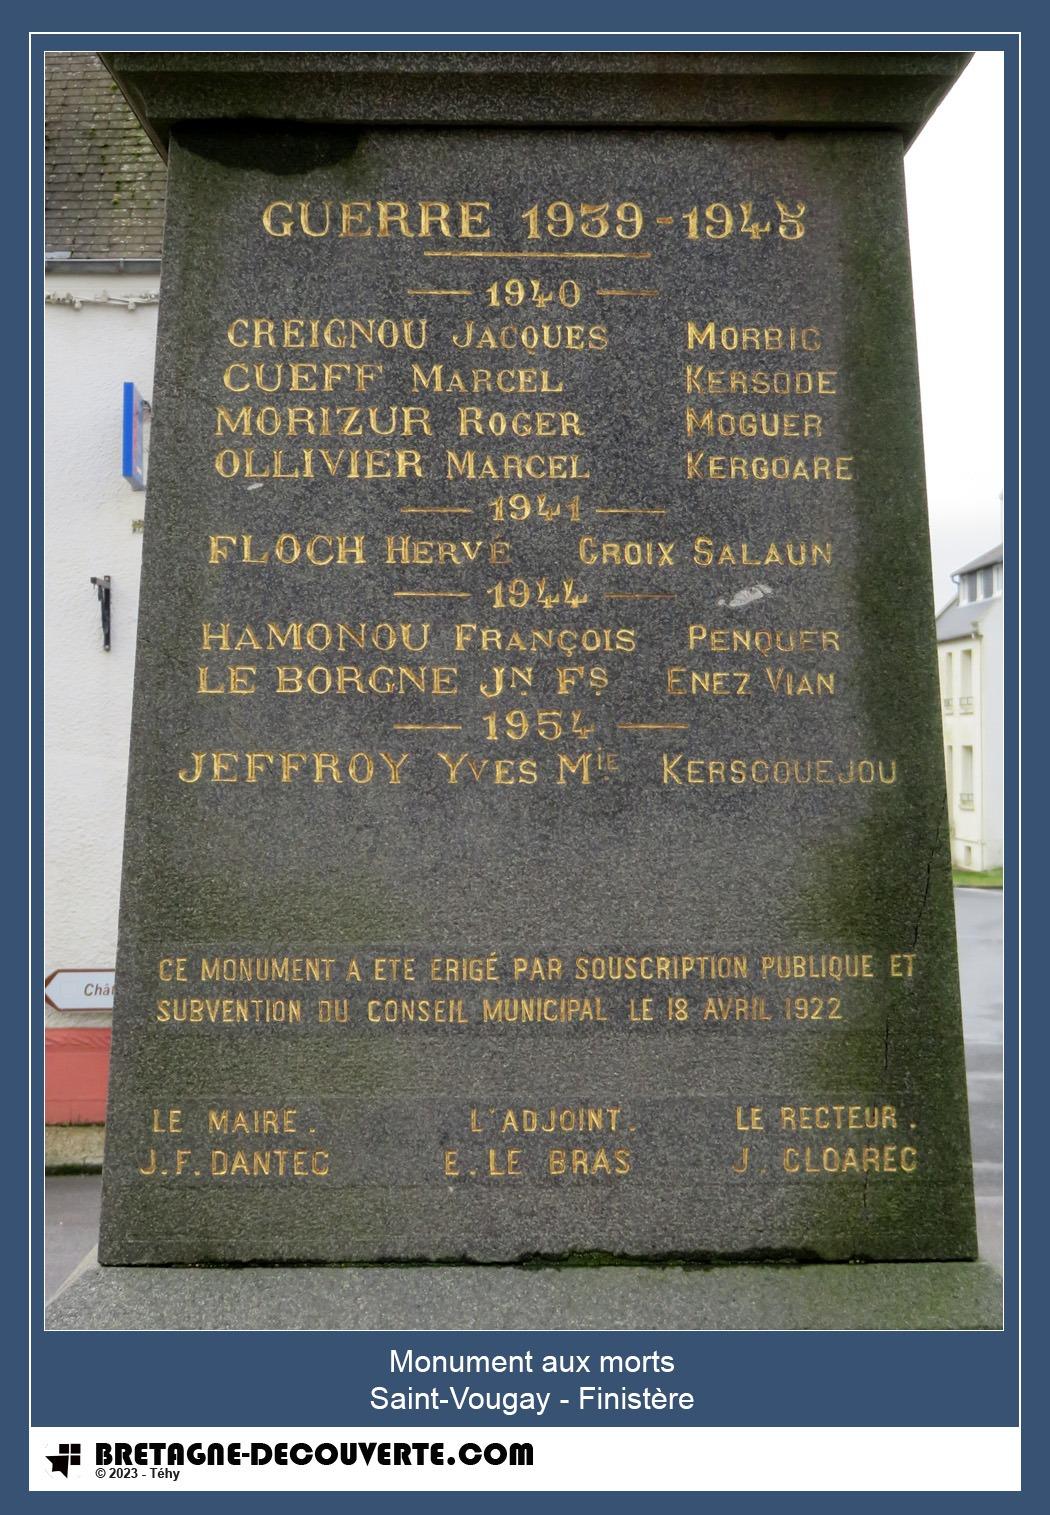 GUERRE 1939-1945
1940
CREIGNOU JACQUES MORBIC
CUEFF MARCEL KERSODE
MORIZUR ROGER MOGUER
OLLIVIER MARCEL KERGOARE
1941
FLOCH HERVÉ CROIX SALAUN
1944
HAMONOU FRANÇOIS PENQUER
LE BORGNE JN FS ENEZ VIAN
1954
JEFFROY YVES MIE KERSCOUEJOU
CE MONUMENT A ETE ERIGÉ PAR SOUSCRIPTION PUBLIQUE ET
SUBVENTION DU CONSEIL MUNICIPAL LE 18 AVRIL 1922
LE MAIRE. L'ADJOINT. LE RECTEUR.
J.F. DANTEC E. LE BRAS J. CLOAREC
Monument aux morts
Saint-Vougay - Finistère
BRETAGNE-DECOUVERTE.COM
© 2023 - Téhy